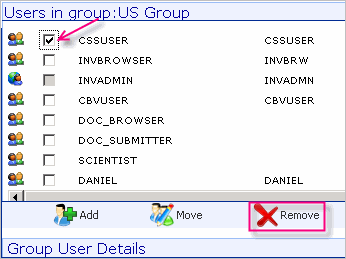 Users in group:US Group
CSSUSER CSSUSER
INVBROWSER INVBRW
INVADMIN INVADMN
CBVUSER CBVUSER
DOC_BROWSER
DOC_SUBMITTER
SCIENTIST
DANIEL DANIEL
Add Move Remove
Group User Details